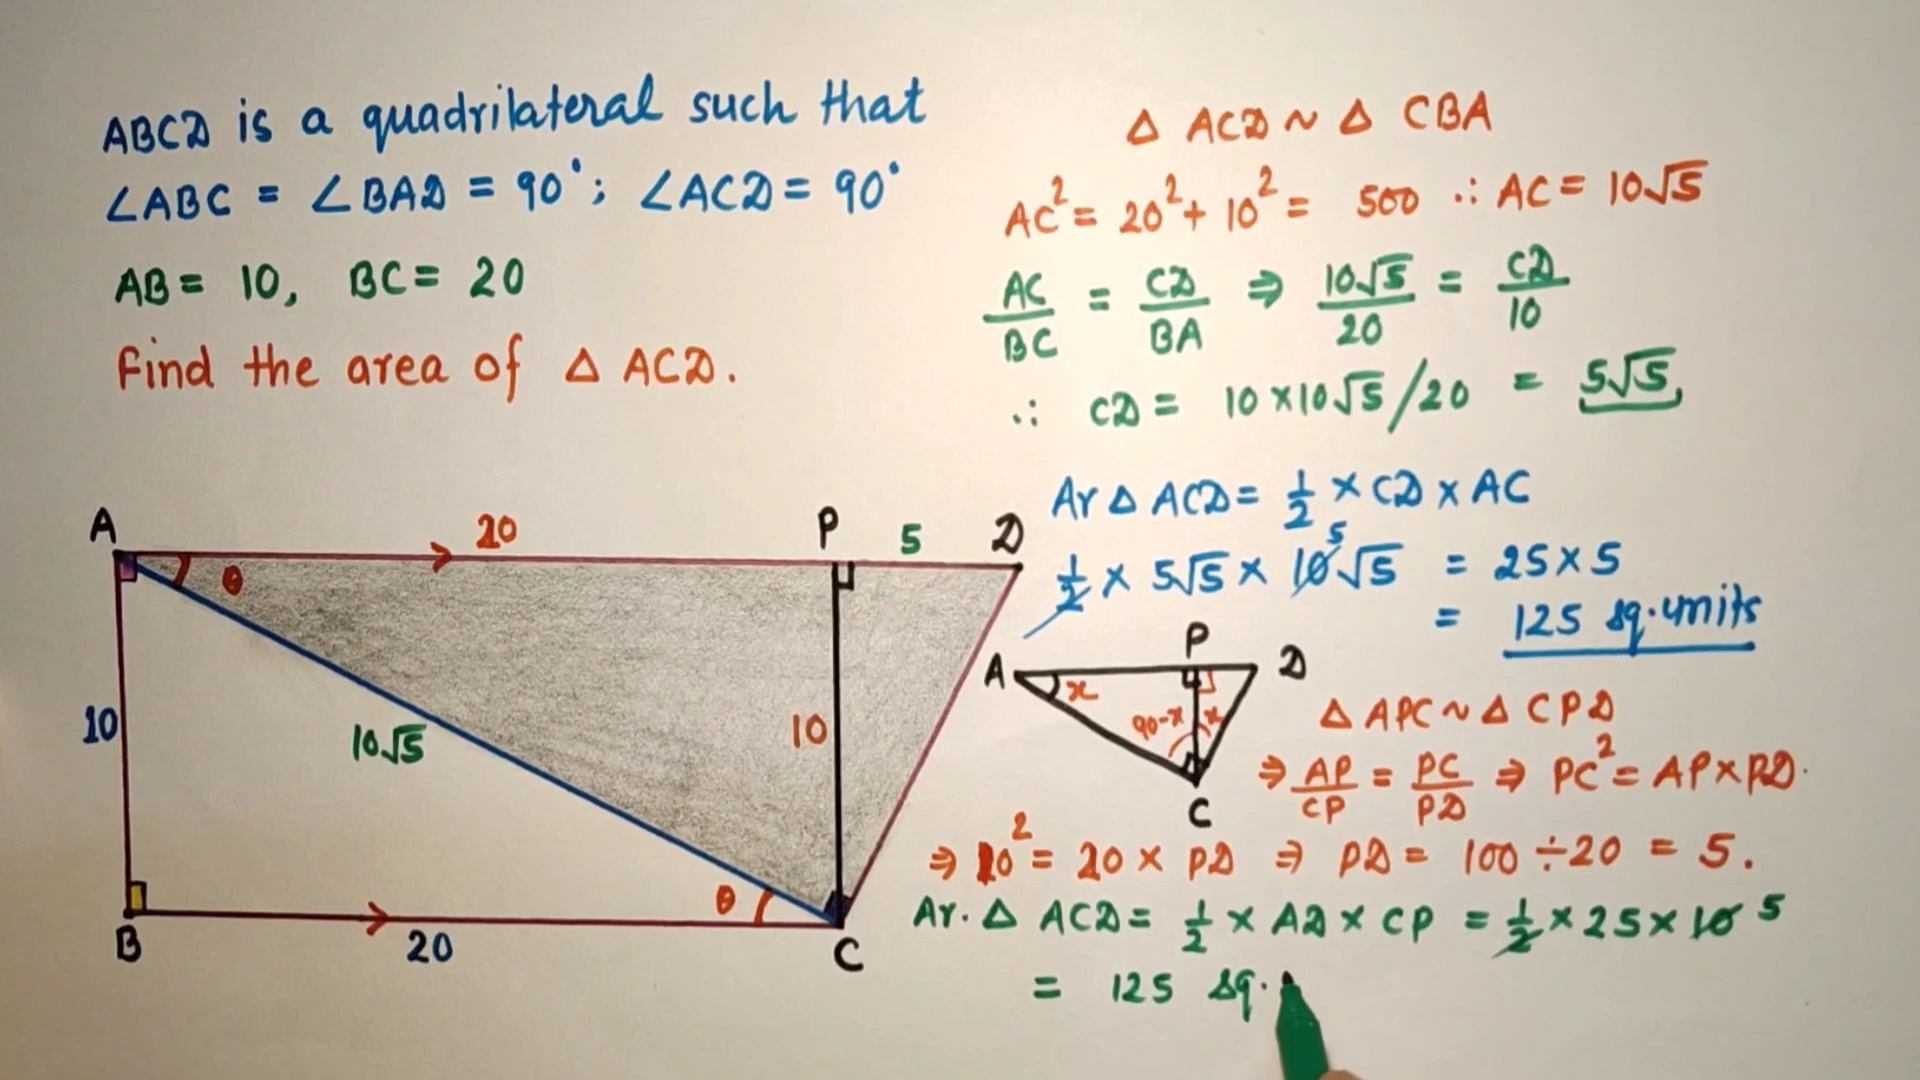 ABCD is a quadrilateral such that
∠ABC = ∠BAD = 90°; ∠ACD = 90°
AB = 10, BC = 20
Find the area of △ ACD.
△ ACD ~ △ CBA
AC² = 20² + 10² = 500 ∴ AC = 10√5
AC/BC = CD/BA ⇒ 10√5/20 = CD/10
∴ CD = 10×10√5/20 = 5√5
Ar △ ACD = 1/2 × CD × AC
1/2 × 5√5 × 10 5 √5 = 25 × 5
= 125 sq. units
A 20 P 5 D
θ
10
10√5
10
θ
B 20 C
P
A D
x
90-x x
C
△ APC ~ △ CPD
⇒ AP/CP = PC/PD ⇒ PC² = AP × PD.
⇒ 10² = 20 × PD ⇒ PD = 100 ÷ 20 = 5.
Ar. △ ACD = 1/2 × AD × CP = 1/2 × 25 × 10 5
= 125 sq.